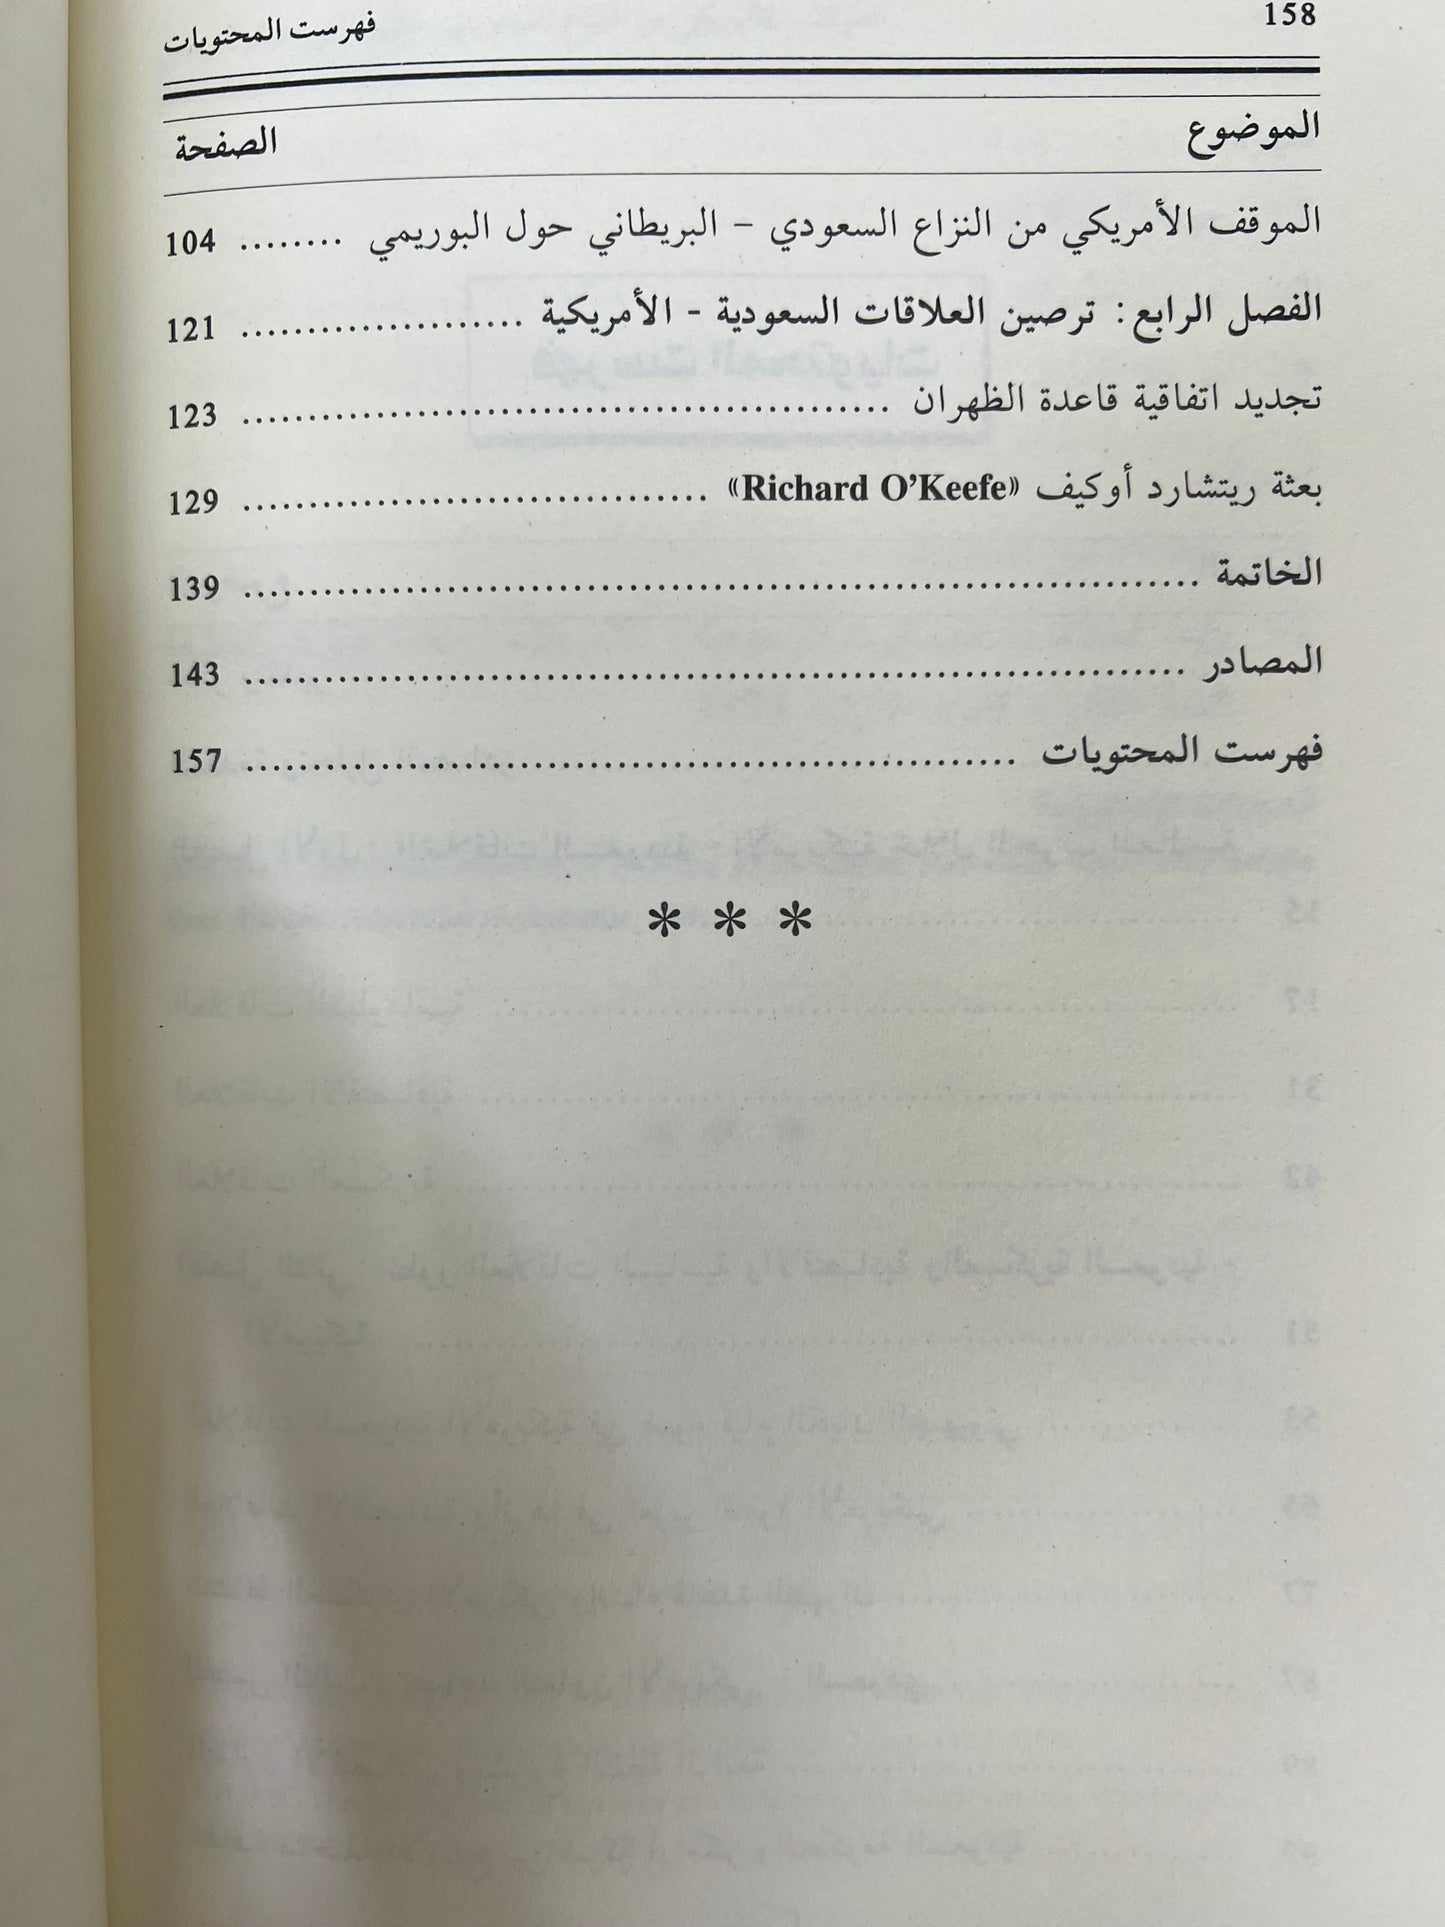 158 فهرست المحتويات
الموضوع الصفحة
الموقف الأمريكي من النزاع السعودي – البريطاني حول البوريمي ........ 104
الفصل الرابع: ترصين العلاقات السعودية - الأمريكية ...................... 121
تجديد اتفاقية قاعدة الظهران .................................................. 123
بعثة ريتشارد أوكيف «Richard O'Keefe» .................................... 129
الخاتمة .......................................................................... 139
المصادر ........................................................................ 143
فهرست المحتويات ............................................................ 157
* * *